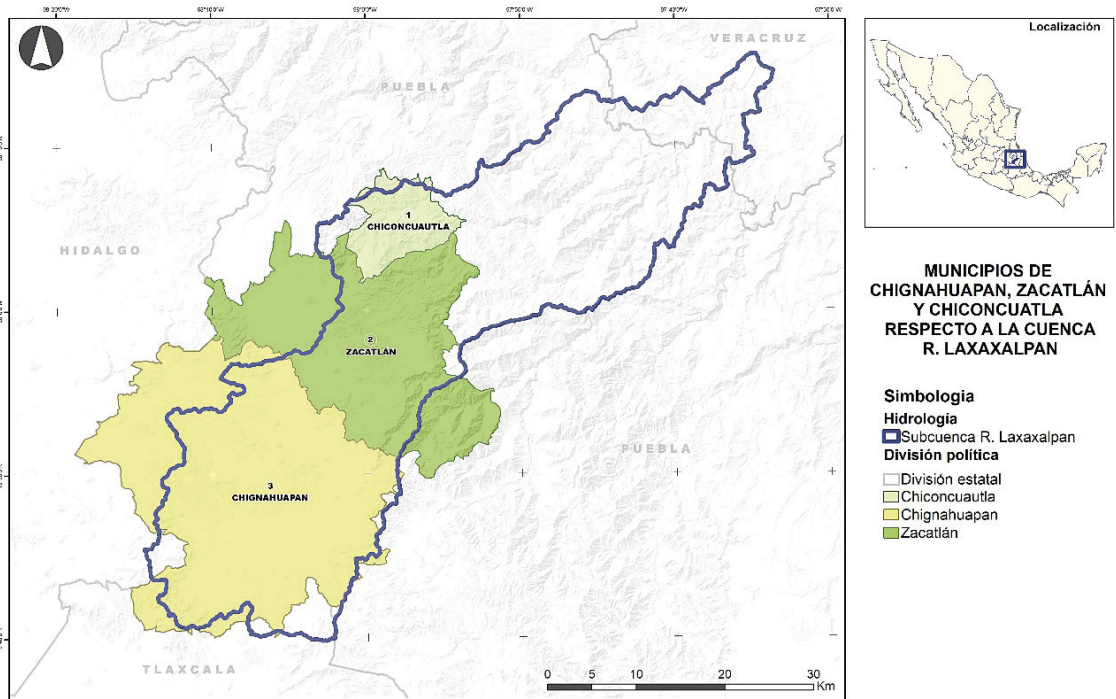 VERACRUZ
PUEBLA
HIDALGO
1
CHICONCUAUTLA
2
ZACATLÁN
3
CHIGNAHUAPAN
PUEBLA
TLAXCALA
0 5 10 20 30
Km
Localización
MUNICIPIOS DE
CHIGNAHUAPAN, ZACATLÁN
Y CHICONCUATLA
RESPECTO A LA CUENCA
R. LAXAXALPAN
Simbologia
Hidrología
Subcuenca R. Laxaxalpan
División política
División estatal
Chiconcuautla
Chignahuapan
Zacatlán